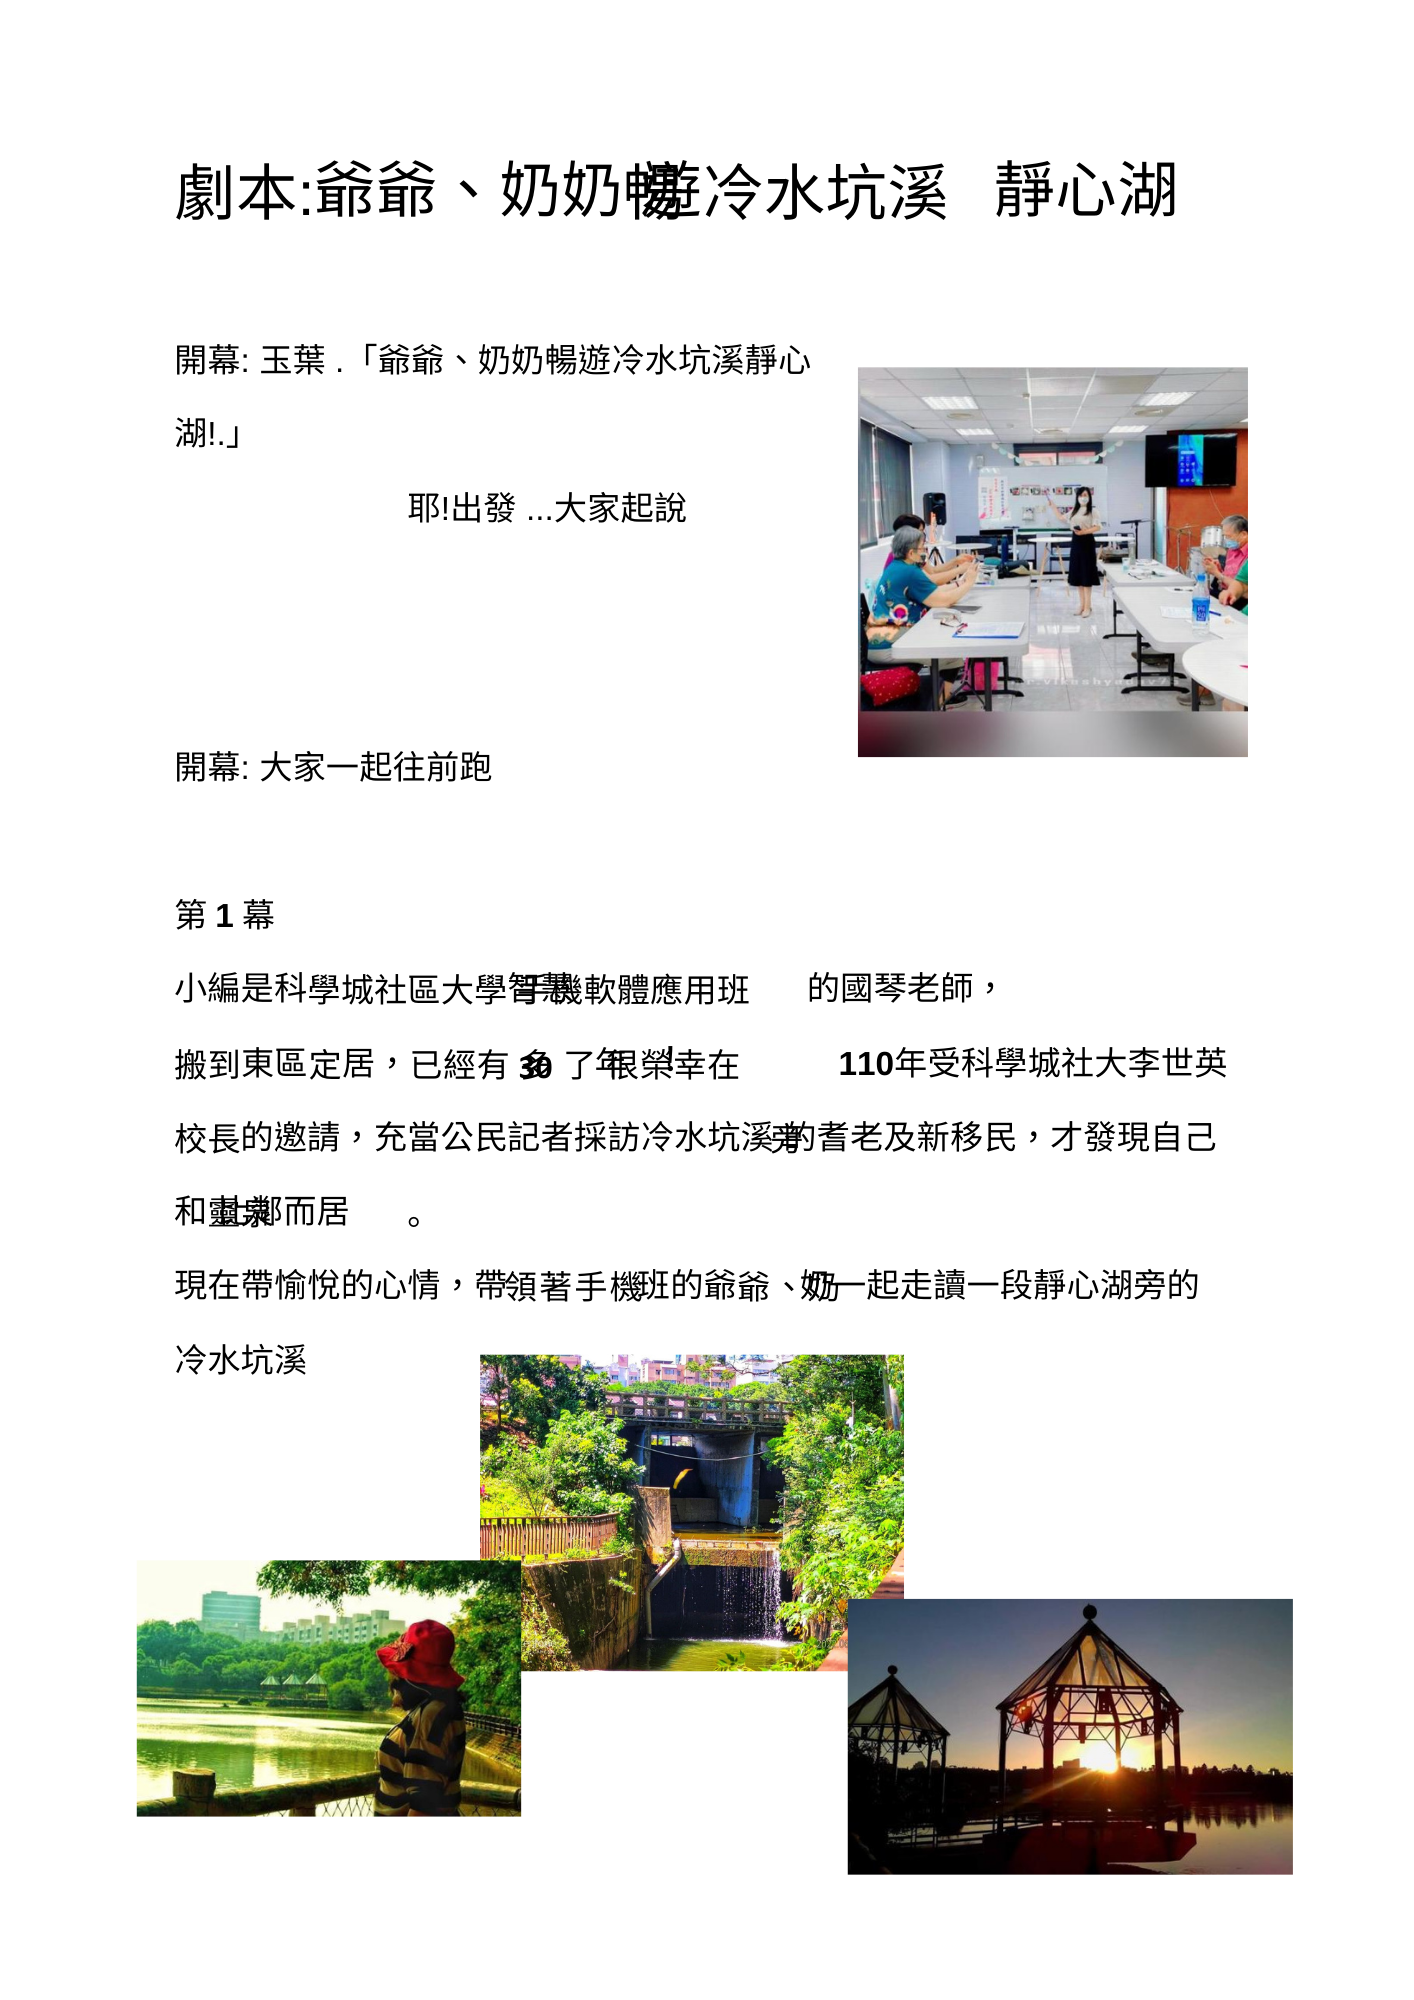 劇本:爺爺、奶奶暢遊冷水坑溪 靜心湖
開幕: 玉葉 .「爺爺、奶奶暢遊冷水坑溪靜心
湖!.」
耶!出發 ...大家起說
開幕: 大家一起往前跑
第 1 幕
小編是科學城社區大學智慧手機軟體應用班 的國琴老師，
搬到東區定居，已經有 30 多年了!很榮幸在 110年受科學城社大李世英
校長的邀請，充當公民記者採訪冷水坑溪旁的耆老及新移民，才發現自己
和靈泉比鄰而居 。
現在帶愉悅的心情，帶領著手機班的爺爺、奶奶一起走讀一段靜心湖旁的
冷水坑溪